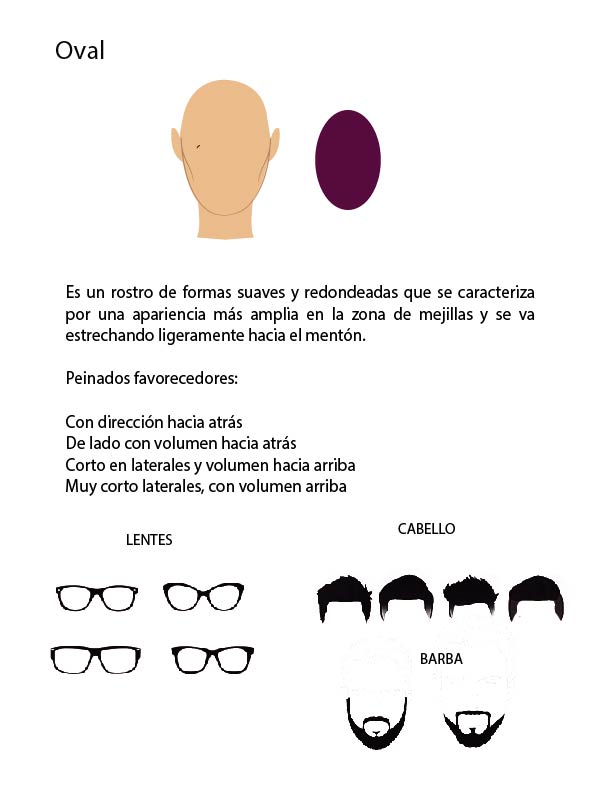 Oval
Es un rostro de formas suaves y redondeadas que se caracteriza
por una apariencia más amplia en la zona de mejillas y se va
estrechando ligeramente hacia el mentón.
Peinados favorecedores:
Con dirección hacia atrás
De lado con volumen hacia atrás
Corto en laterales y volumen hacia arriba
Muy corto laterales, con volumen arriba
LENTES
CABELLO
BARBA